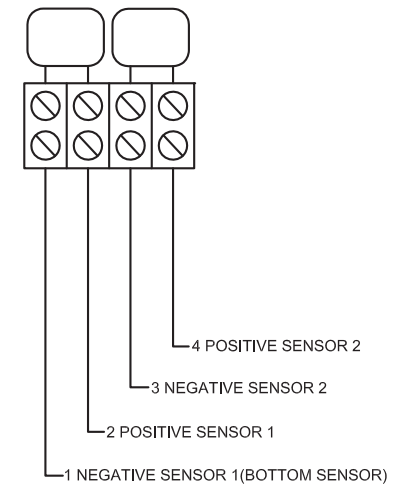 4 POSITIVE SENSOR 2
3 NEGATIVE SENSOR 2
2 POSITIVE SENSOR 1
1 NEGATIVE SENSOR 1(BOTTOM SENSOR)